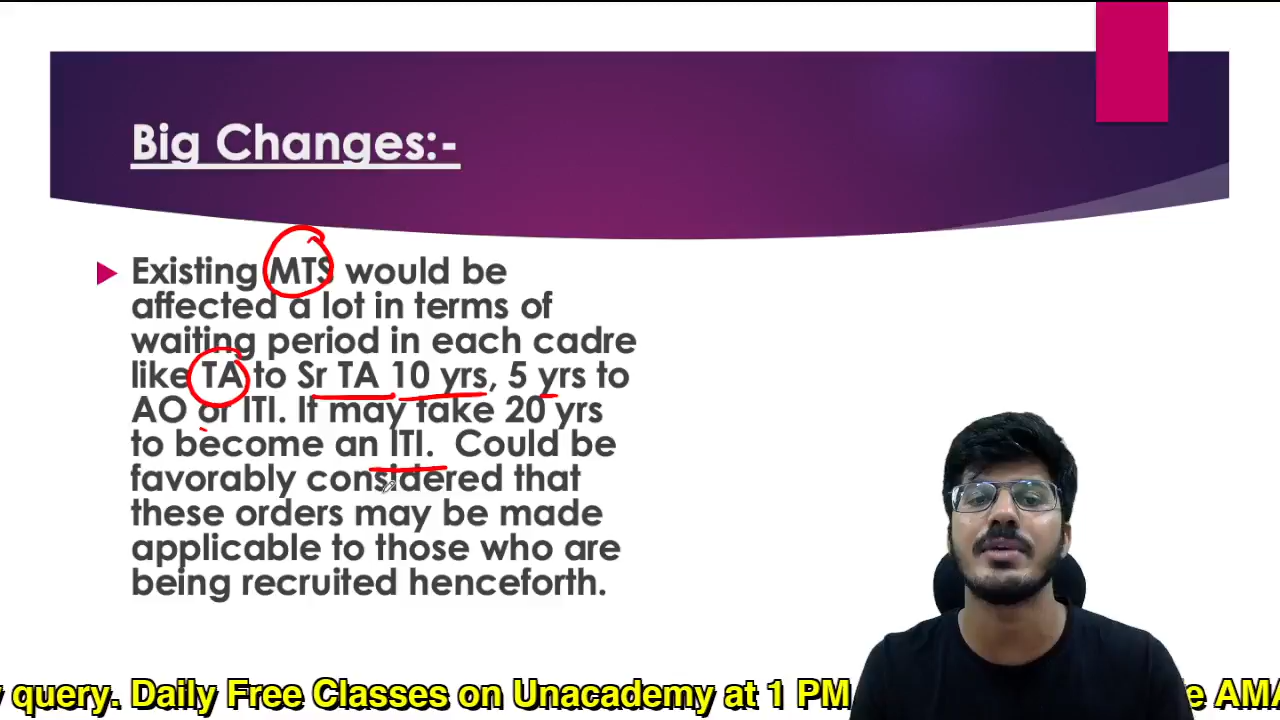 Big Changes:-
Existing MTS would be
affected a lot in terms of
waiting period in each cadre
like TA to Sr TA 10 yrs, 5 yrs to
AO or ITI. It may take 20 yrs
to become an ITI. Could be
favorably considered that
these orders may be made
applicable to those who are
being recruited henceforth.
query. Daily Free Classes on Unacademy at 1 PM